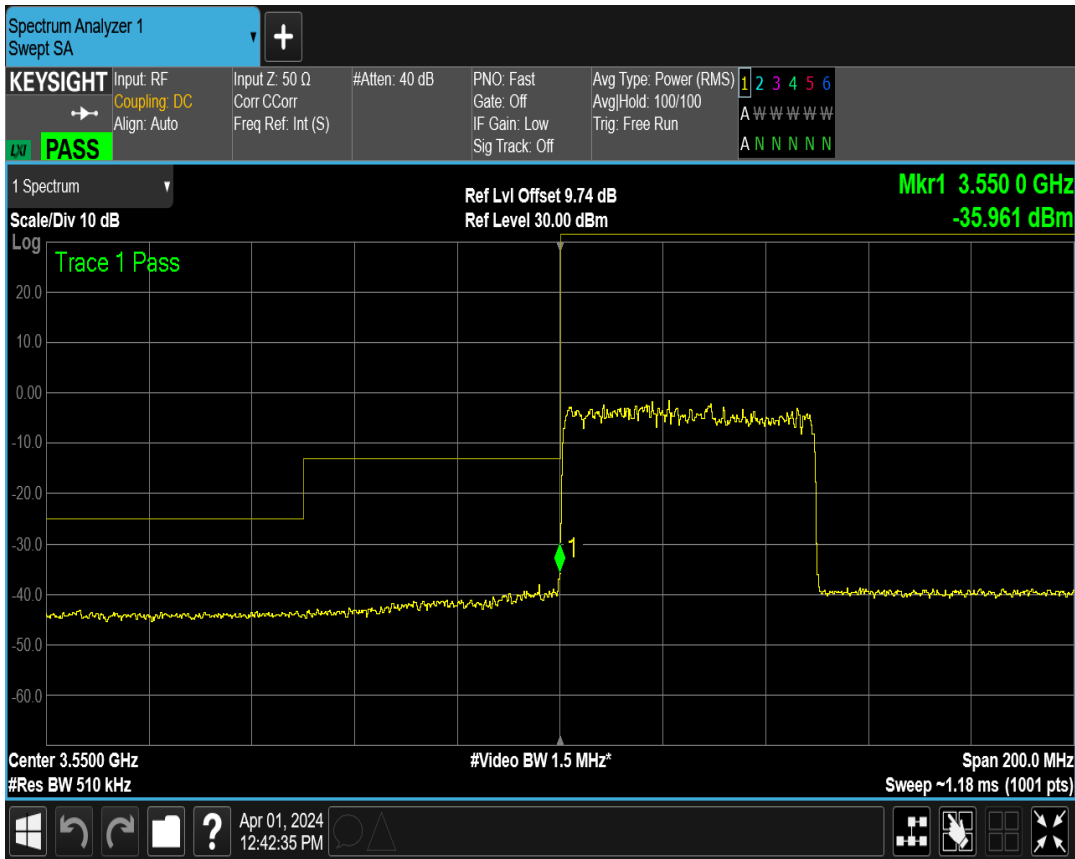 Spectrum Analyzer 1
Swept SA
KEYSIGHT
LXI PASS
Input: RF
Coupling: DC
Align: Auto
Input Z: 50 Ω
Corr CCorr
Freq Ref: Int (S)
#Atten: 40 dB
PNO: Fast
Gate: Off
IF Gain: Low
Sig Track: Off
Avg Type: Power (RMS)
Avg|Hold: 100/100
Trig: Free Run
1 2 3 4 5 6
A W W W W W
A N N N N N
1 Spectrum
Scale/Div 10 dB
Ref Lvl Offset 9.74 dB
Ref Level 30.00 dBm
Mkr1 3.550 0 GHz
-35.961 dBm
Log
Trace 1 Pass
20.0
10.0
0.00
-10.0
-20.0
-30.0
1
-40.0
-50.0
-60.0
Center 3.5500 GHz
#Video BW 1.5 MHz*
Span 200.0 MHz
#Res BW 510 kHz
Sweep ~1.18 ms (1001 pts)
?
Apr 01, 2024
12:42:35 PM